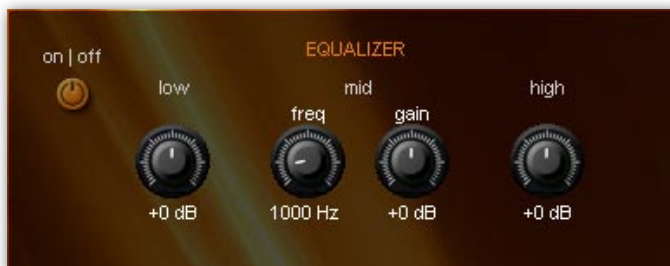 EQUALIZER
on | off
low
mid
high
freq
gain
+0 dB
1000 Hz
+0 dB
+0 dB